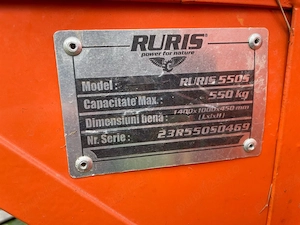 RURIS®
power for nature
Model : RURIS 550S
Capacitate Max. : 550 kg
Dimensiuni benă : 1400x1000x450 mm
(LxlxH)
Nr. Serie : 23R550S0469